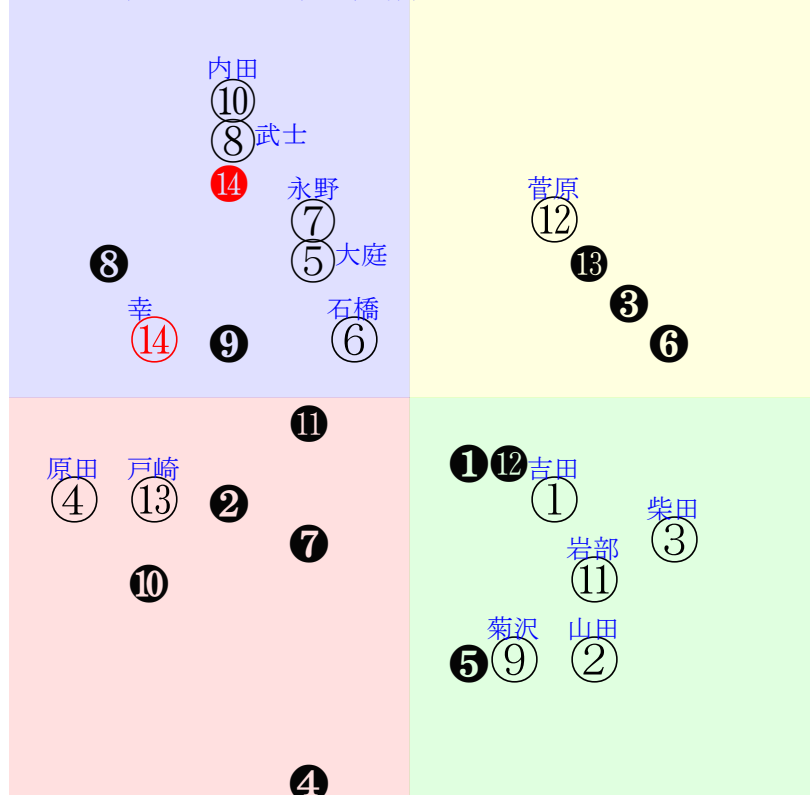 内田
⑩
⑧武士
⓮
永野
菅原
⑦
⑫
❽
⑤大庭
⓭
❸
幸
石橋
⑭
❾
⑥
❻
⓫
原田
戸崎
❶
⓬
吉田
④
⑬
❷
①
柴田
❼
③
岩部
❿
⑪
菊沢
山田
❺
⑨
②
❹